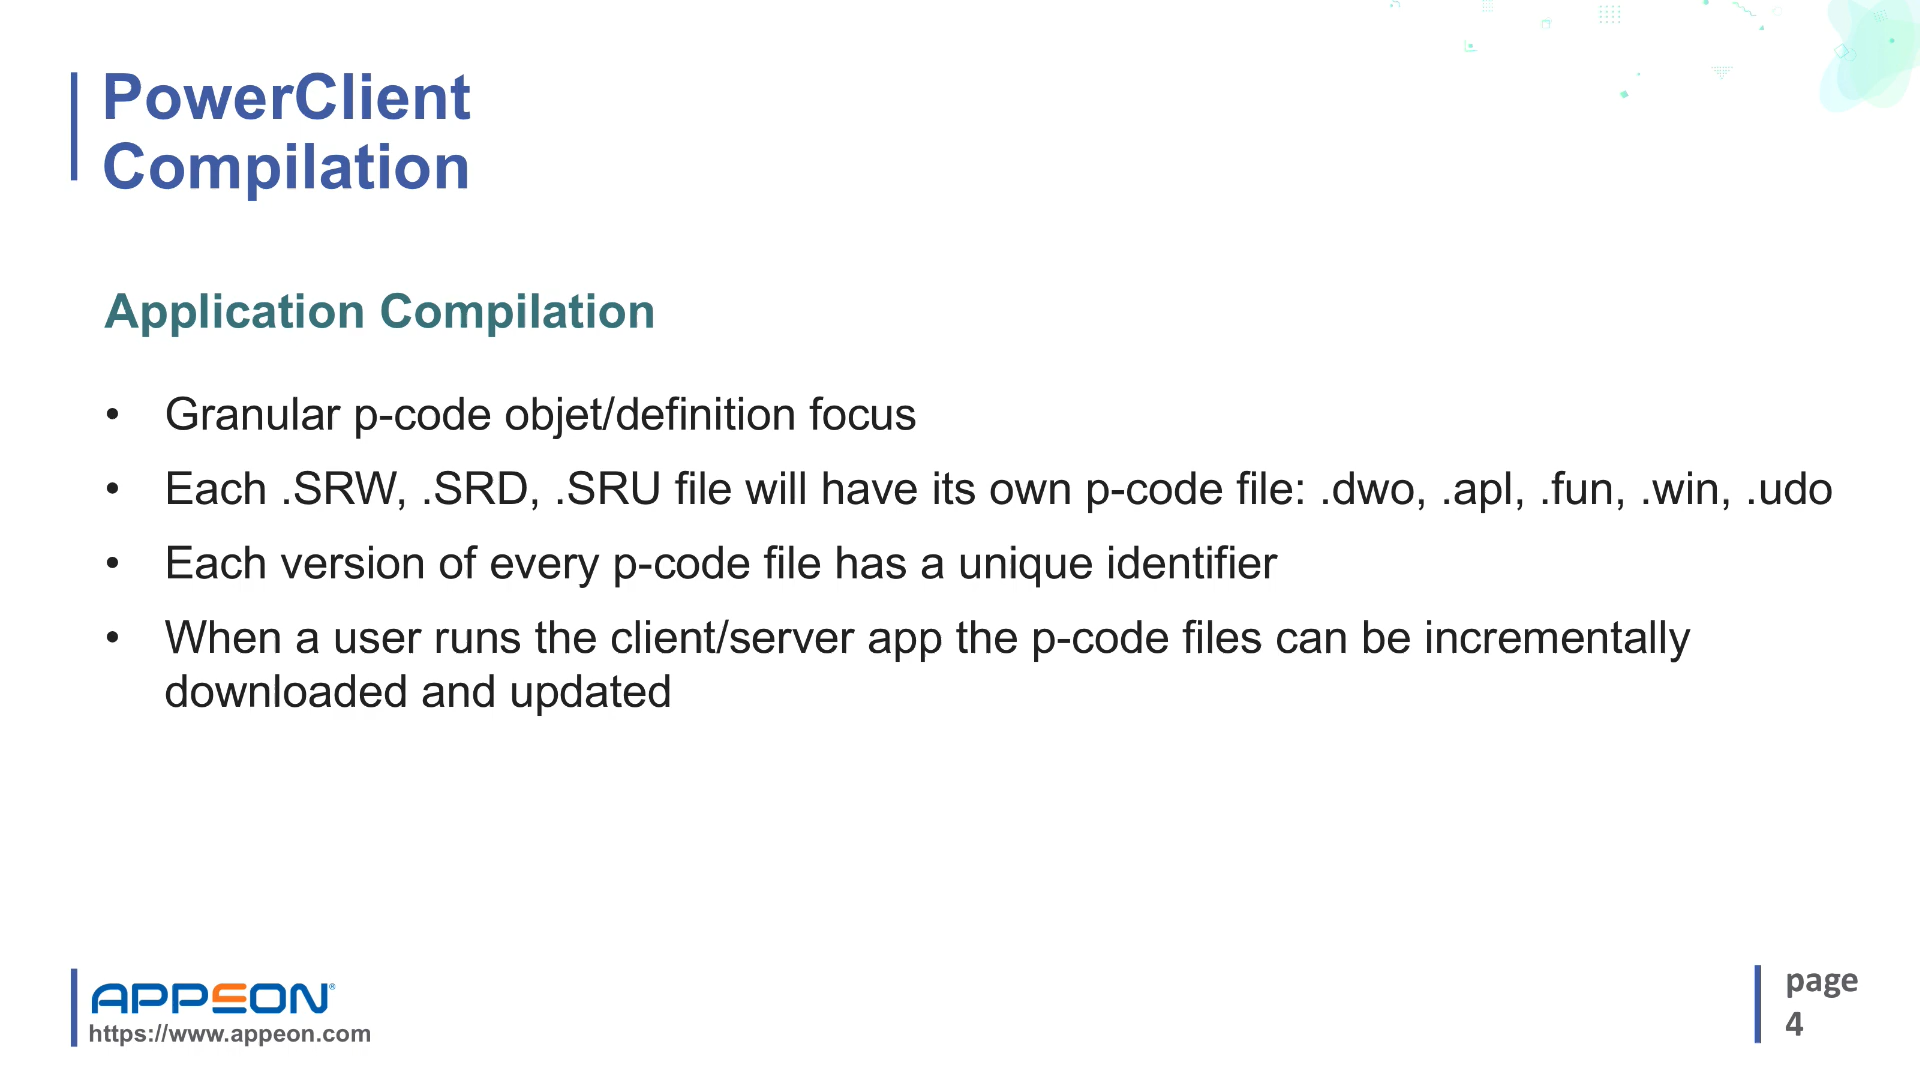 PowerClient
Compilation
Application Compilation
• Granular p-code objet/definition focus
• Each .SRW, .SRD, .SRU file will have its own p-code file: .dwo, .apl, .fun, .win, .udo
• Each version of every p-code file has a unique identifier
• When a user runs the client/server app the p-code files can be incrementally
downloaded and updated
APPEON®
https://www.appeon.com
page
4